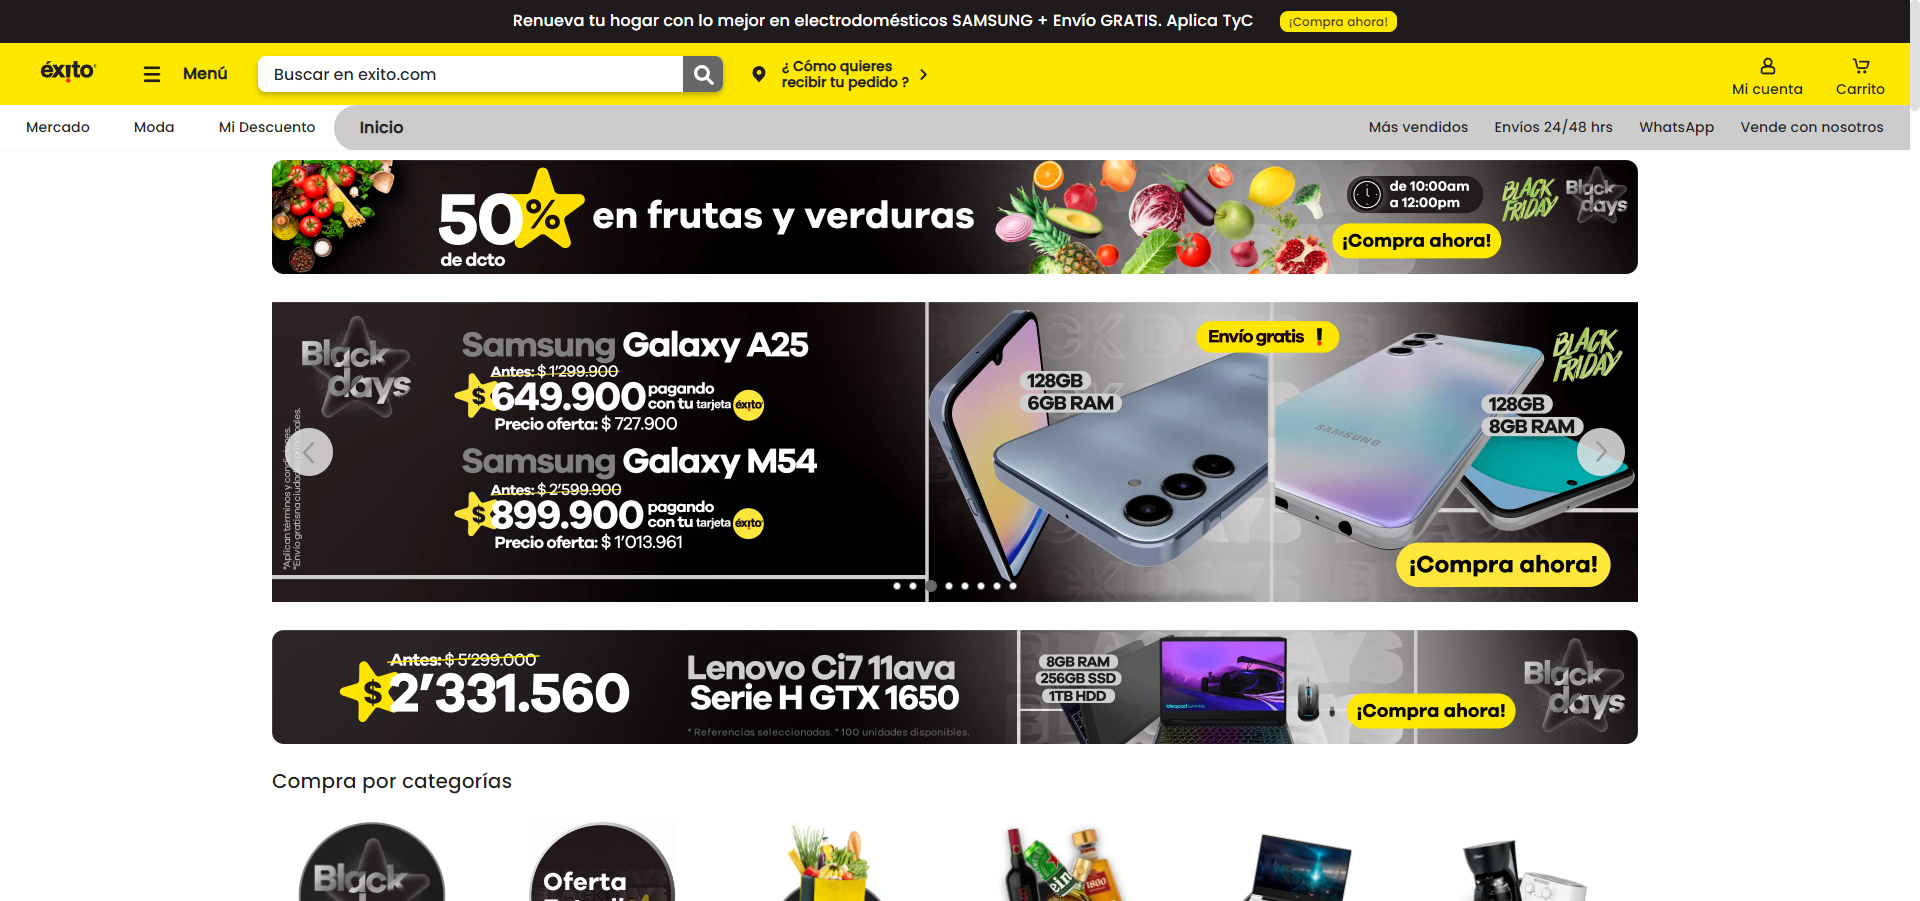 Renueva tu hogar con lo mejor en electrodomésticos SAMSUNG + Envío GRATIS. Aplica TyC
¡Compra ahora!
éxito
Menú
Buscar en exito.com
¿ Cómo quieres
recibir tu pedido ?
Mi cuenta
Carrito
Mercado
Moda
Mi Descuento
Inicio
Más vendidos
Envíos 24/48 hrs
WhatsApp
Vende con nosotros
50%
de dcto
en frutas y verduras
de 10:00am
a 12:00pm
¡Compra ahora!
BLACK
FRIDAY
Black
days
Black
days
*Aplican términos y condiciones.
Samsung Galaxy A25
Antes: $ 1'299.900
$ 649.900 pagando
con tu tarjeta éxito
Precio oferta: $ 727.900
Samsung Galaxy M54
Antes: $ 2'599.900
$ 899.900 pagando
con tu tarjeta éxito
Precio oferta: $ 1'013.961
128GB
6GB RAM
Envío gratis !
SAMSUNG
BLACK
FRIDAY
128GB
8GB RAM
¡Compra ahora!
Antes: $ 5'299.000
$ 2'331.560
Lenovo Ci7 11ava
Serie H GTX 1650
* Referencias seleccionadas. * 100 unidades disponibles.
8GB RAM
256GB SSD
1TB HDD
ideapad GAMING
¡Compra ahora!
Black
days
Compra por categorías
Black
Oferta
1800